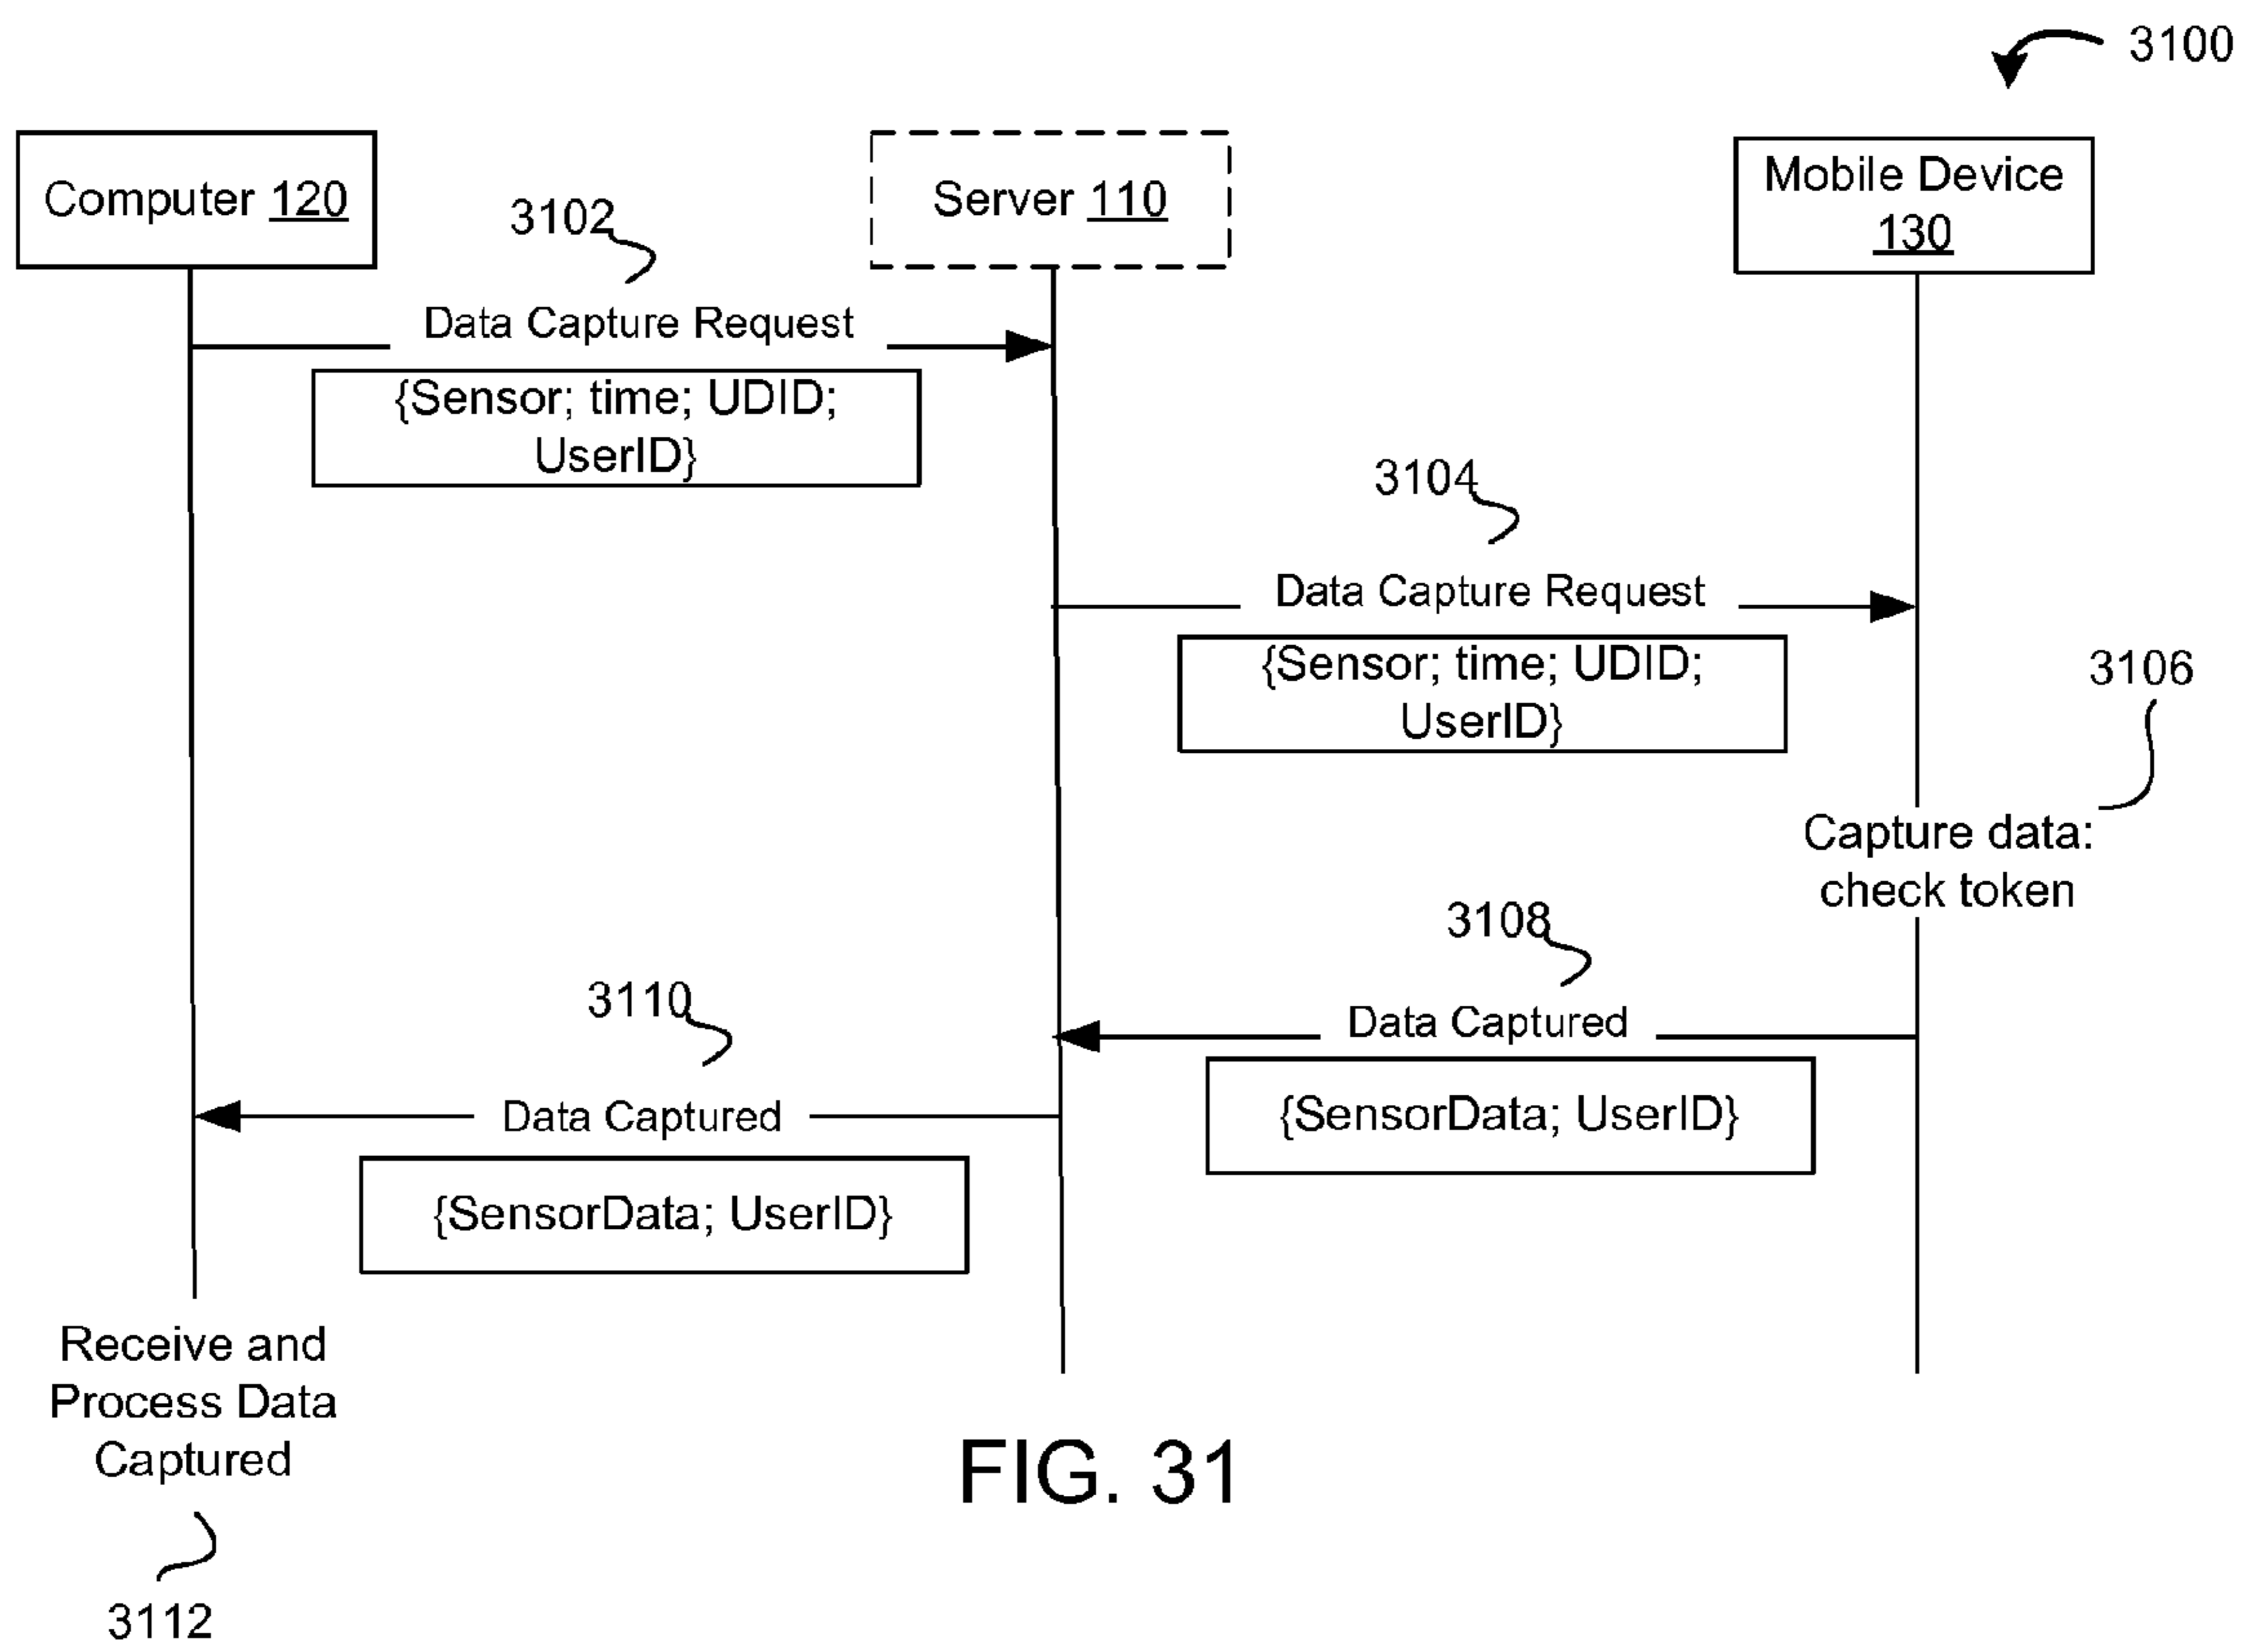 3100
Computer 120
Server 110
Mobile Device
130
3102
Data Capture Request
{Sensor; time; UDID;
UserID}
3104
Data Capture Request
{Sensor; time; UDID;
UserID}
3106
Capture data:
check token
3108
Data Captured
{SensorData; UserID}
3110
Data Captured
{SensorData; UserID}
Receive and
Process Data
Captured
3112
FIG. 31